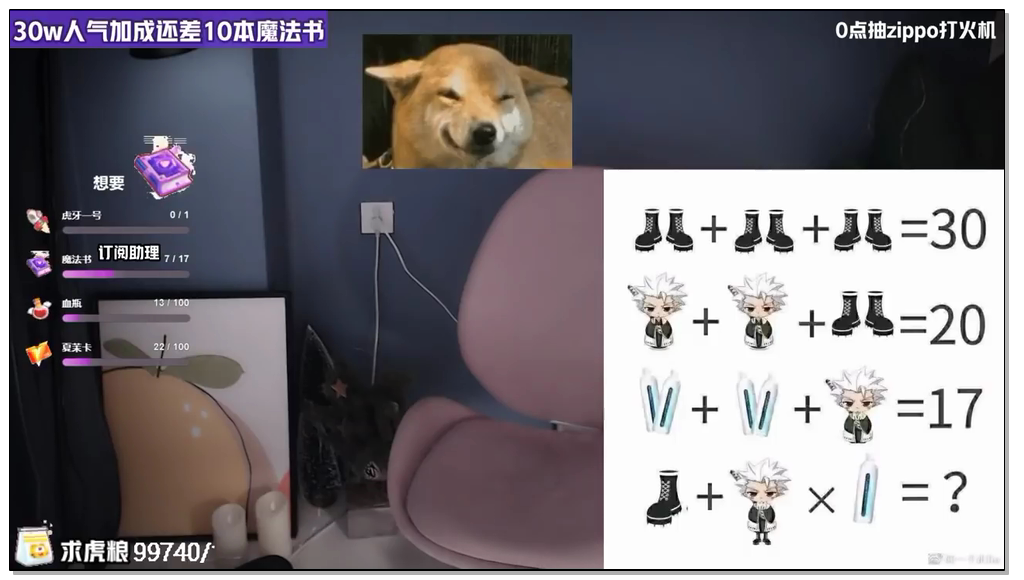 30w人气加成还差10本魔法书
0点抽zippo打火机
想要
虎牙一号 0 / 1
魔法书 订阅助理 7 / 17
血瓶 13 / 100
夏茉卡 22 / 100
求虎粮 99740/
+ + =30
+ + =20
+ + =17
+ × = ?